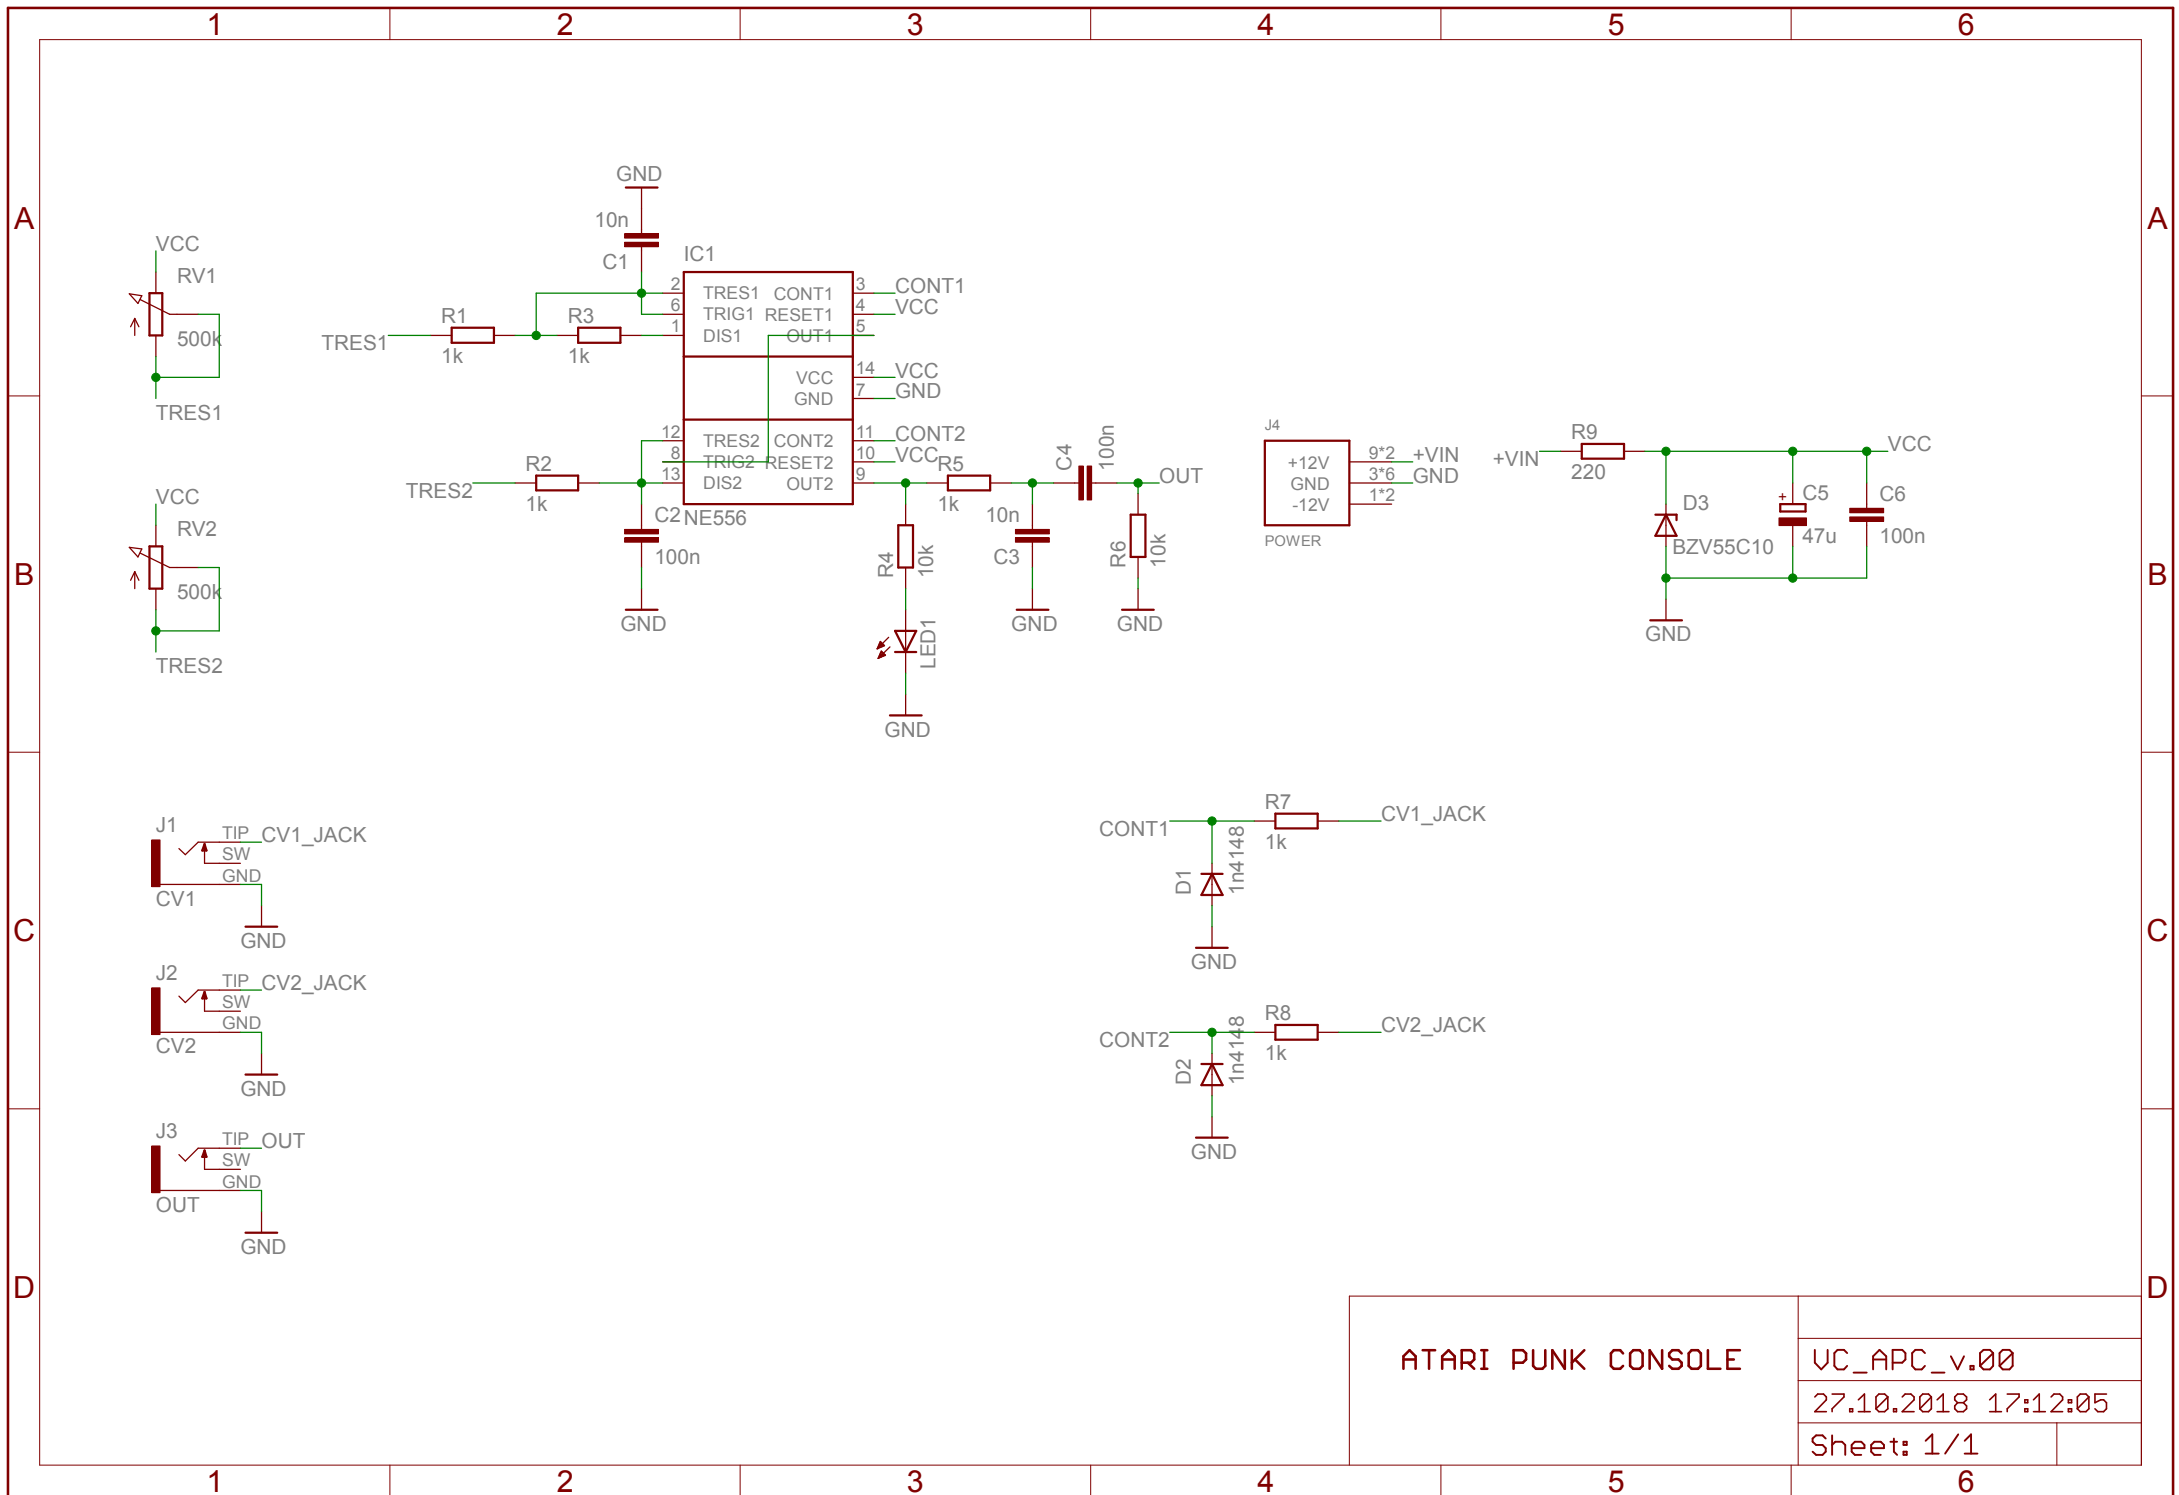 1 2 3 4 5 6
A A
B B
C C
D D
VCC
RV1
500k
TRES1
VCC
RV2
500k
TRES2
GND
10n
C1
TRES1
R1
1k
R3
1k
TRES2
R2
1k
C2
100n
GND
IC1
2 TRES1 CONT1 3 CONT1
6 TRIG1 RESET1 4 VCC
1 DIS1 OUT1 5
VCC 14 VCC
GND 7 GND
12 TRES2 CONT2 11 CONT2
8 TRIG2 RESET2 10 VCC
13 DIS2 OUT2 9
NE556
R5
1k
R4
10k
LED1
GND
10n
C3
GND
C4
100n
OUT
R6
10k
GND
J4
+12V 9*2 +VIN
GND 3*6 GND
-12V 1*2
POWER
+VIN
R9
220
VCC
D3
BZV55C10
C5
+
47u
C6
100n
GND
J1
TIP CV1_JACK
SW
GND
CV1
GND
J2
TIP CV2_JACK
SW
GND
CV2
GND
J3
TIP OUT
SW
GND
OUT
GND
CONT1
R7
1k
CV1_JACK
D1
1n4148
GND
CONT2
R8
1k
CV2_JACK
D2
1n4148
GND
ATARI PUNK CONSOLE
VC_APC_v.00
27.10.2018 17:12:05
Sheet: 1/1
1 2 3 4 5 6